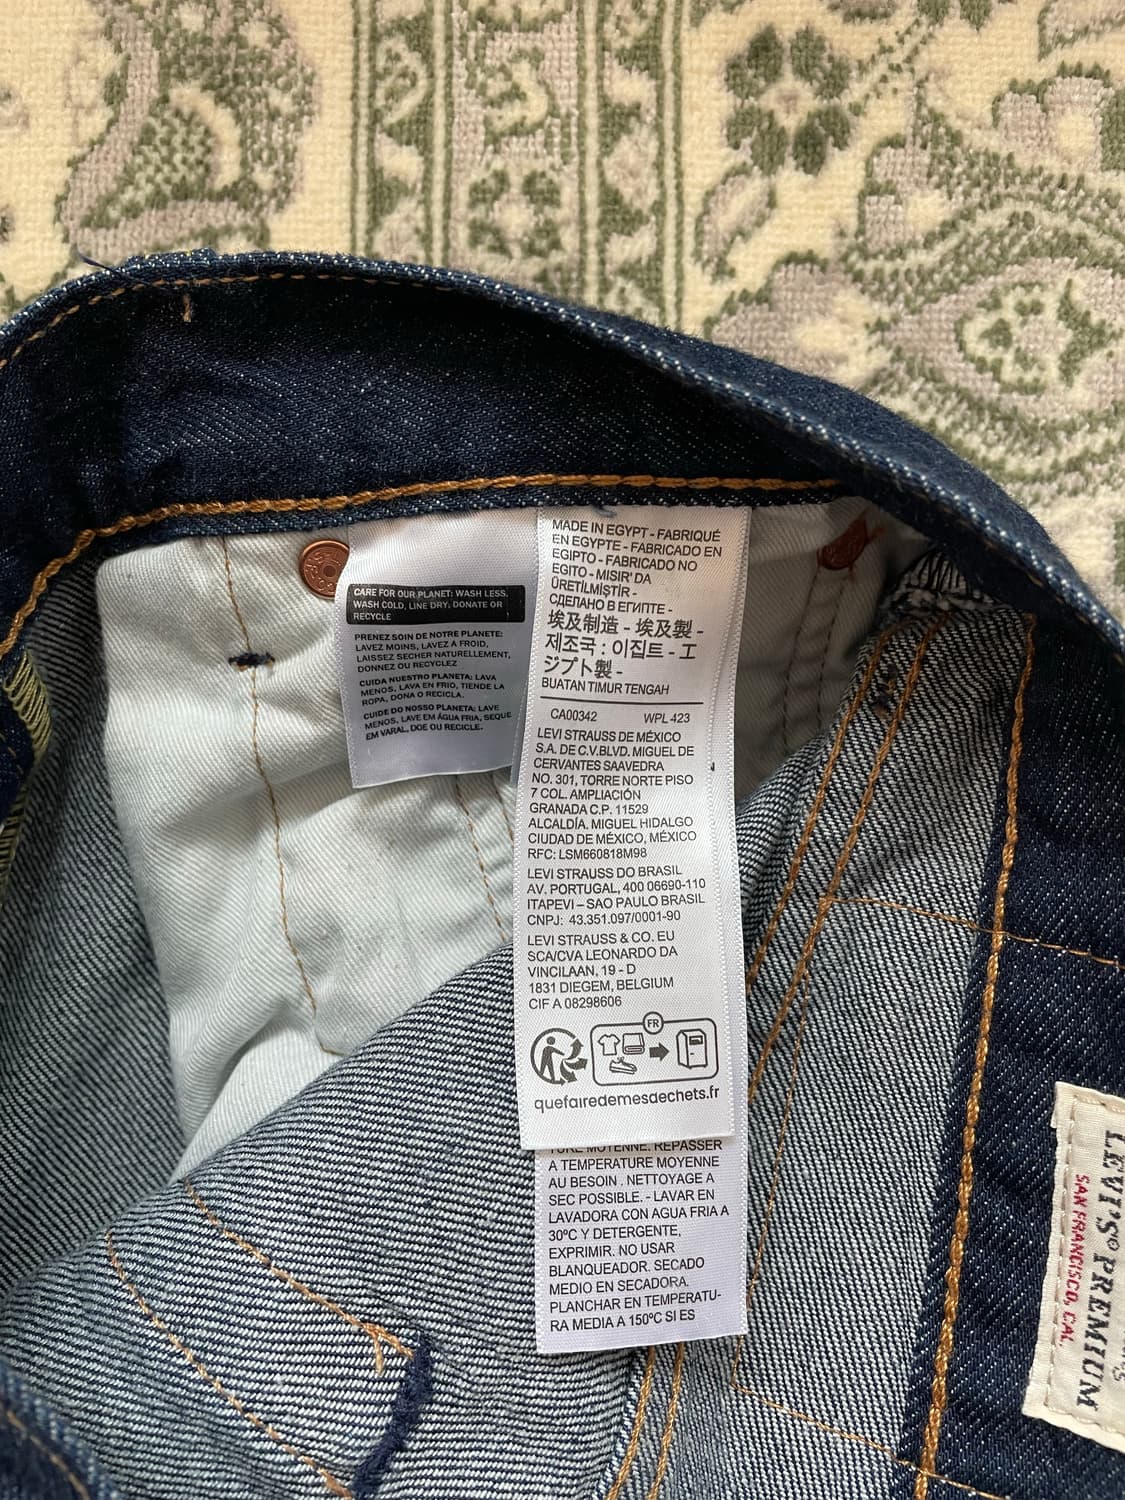 CARE FOR OUR PLANET: WASH LESS,
WASH COLD, LINE DRY, DONATE OR
RECYCLE
PRENEZ SOIN DE NOTRE PLANETE:
LAVEZ MOINS, LAVEZ A FROID,
LAISSEZ SECHER NATURELLEMENT,
DONNEZ OU RECYCLEZ
CUIDA NUESTRO PLANETA: LAVA
MENOS, LAVA EN FRIO, TIENDE LA
ROPA, DONA O RECICLA.
CUIDE DO NOSSO PLANETA: LAVE
MENOS, LAVE EM ÁGUA FRIA, SEQUE
EM VARAL, DOE OU RECICLE.
MADE IN EGYPT - FABRIQUÉ
EN EGYPTE - FABRICADO EN
EGIPTO - FABRICADO NO
EGITO - MISIR' DA
ÜRETİLMİŞTİR -
СДЕЛАНО В ЕГИПТЕ -
埃及制造 - 埃及製 -
제조국 : 이집트 - エ
ジプト製 -
BUATAN TIMUR TENGAH
CA00342 WPL 423
LEVI STRAUSS DE MÉXICO
S.A. DE C.V.BLVD. MIGUEL DE
CERVANTES SAAVEDRA
NO. 301, TORRE NORTE PISO
7 COL. AMPLIACIÓN
GRANADA C.P. 11529
ALCALDÍA. MIGUEL HIDALGO
CIUDAD DE MÉXICO, MÉXICO
RFC: LSM660818M98
LEVI STRAUSS DO BRASIL
AV. PORTUGAL, 400 06690-110
ITAPEVI – SAO PAULO BRASIL
CNPJ: 43.351.097/0001-90
LEVI STRAUSS & CO. EU
SCA/CVA LEONARDO DA
VINCILAAN, 19 - D
1831 DIEGEM, BELGIUM
CIF A 08298606
FR
quefairedemesdechets.fr
TURE MOYENNE. REPASSER
A TEMPERATURE MOYENNE
AU BESOIN . NETTOYAGE A
SEC POSSIBLE. - LAVAR EN
LAVADORA CON AGUA FRIA A
30ºC Y DETERGENTE,
EXPRIMIR. NO USAR
BLANQUEADOR. SECADO
MEDIO EN SECADORA.
PLANCHAR EN TEMPERATU-
RA MEDIA A 150ºC SI ES
LEVI'S® PREMIUM
SAN FRANCISCO, CAL.